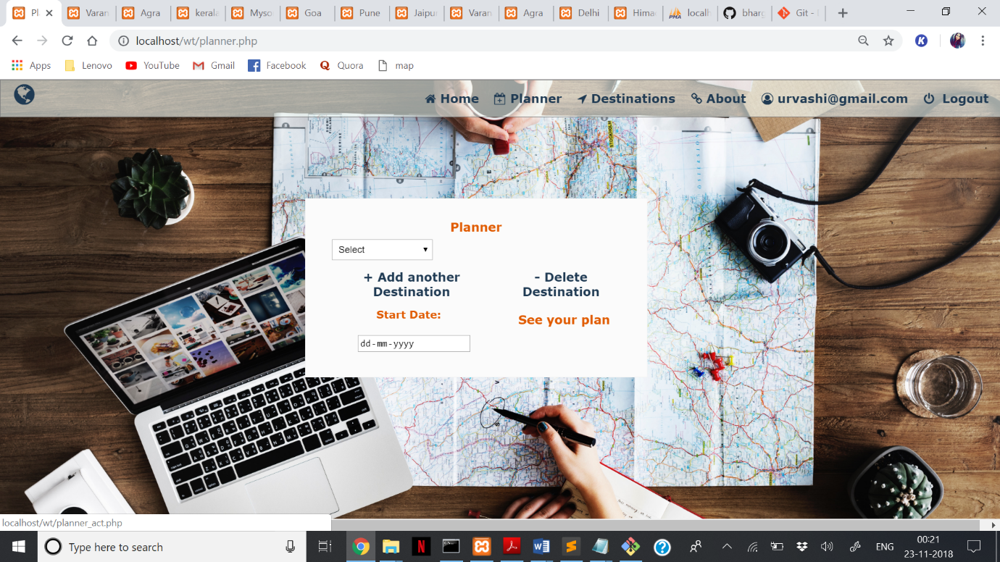 Pl
Varan
Agra
kerala
Myso
Goa
Pune
Jaipu
Varan
Agra
Delhi
Hima
localh
bharg
Git -
localhost/wt/planner.php
Apps
Lenovo
YouTube
Gmail
Facebook
Quora
map
Home
Planner
Destinations
About
urvashi@gmail.com
Logout
STOCKHOLM
Planner
Select
+ Add another
Destination
- Delete
Destination
Start Date:
See your plan
dd-mm-yyyy
localhost/wt/planner_act.php
Type here to search
ENG
00:21
23-11-2018